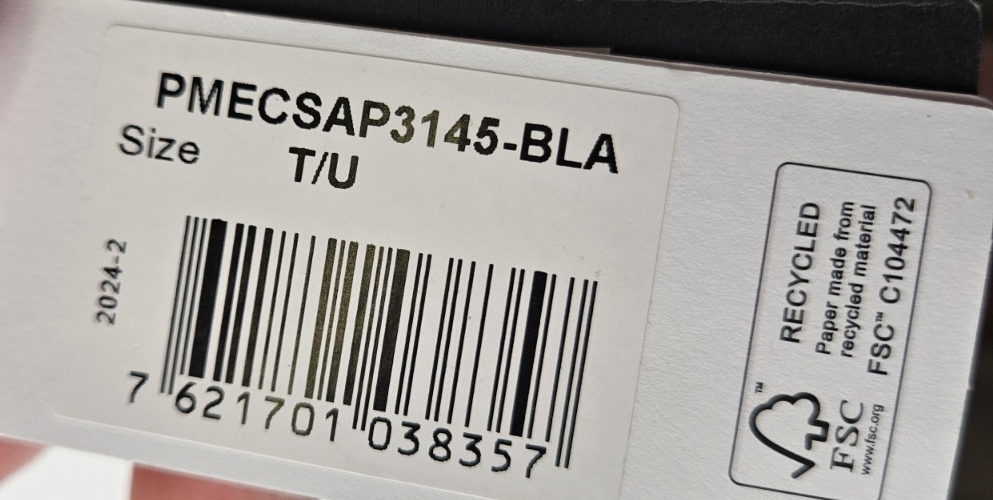 PMECSAP3145-BLA
Size T/U
2024-2
7 621701 038357
RECYCLED
Paper made from
recycled material
FSC™ C104472
™
FSC
www.fsc.org